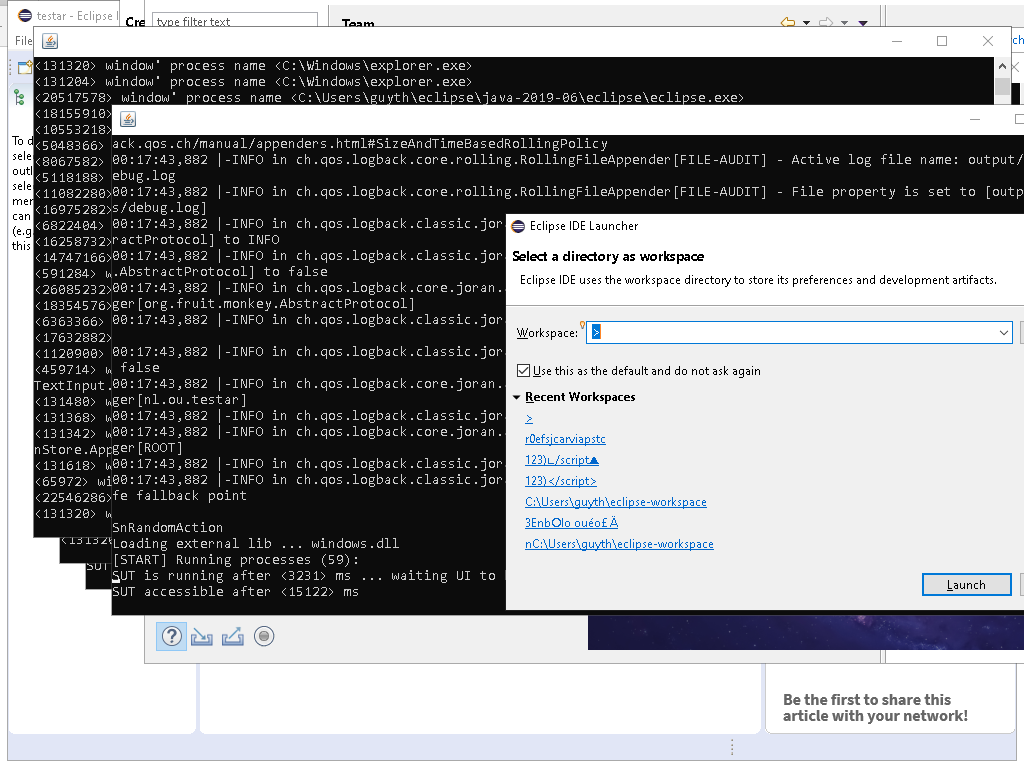 testar - Eclipse I
Cre
type filter text
Team
File
ch
<131320> window' process name <C:\Windows\explorer.exe>
<131204> window' process name <C:\Windows\explorer.exe>
<20517578> window' process name <C:\Users\guyth\eclipse\java-2019-06\eclipse\eclipse.exe>
<18155910>
<10553218>
<5048366>
<8067582>
<5118188>
<11082280>
<16975282>
<6822404>
<16258732>
<14747166>
<591284> w
<26085232>
<18354576>
<6363366>
<17632882>
<1120900>
<459714> w
TextInput.
<131480> w
<131368> w
<131342> w
nStore.App
<131618> w
<65972> wi
<22546286>
<131320> w
<13132
SUT
To d
sele
outl
sele
mer
can
(e.g
this
ack.qos.ch/manual/appenders.html#SizeAndTimeBasedRollingPolicy
00:17:43,882 |-INFO in ch.qos.logback.core.rolling.RollingFileAppender[FILE-AUDIT] - Active log file name: output/
ebug.log
00:17:43,882 |-INFO in ch.qos.logback.core.rolling.RollingFileAppender[FILE-AUDIT] - File property is set to [outp
s/debug.log]
00:17:43,882 |-INFO in ch.qos.logback.classic.jor
ractProtocol] to INFO
00:17:43,882 |-INFO in ch.qos.logback.classic.jor
.AbstractProtocol] to false
00:17:43,882 |-INFO in ch.qos.logback.core.joran.
ger[org.fruit.monkey.AbstractProtocol]
00:17:43,882 |-INFO in ch.qos.logback.classic.jor
00:17:43,882 |-INFO in ch.qos.logback.classic.jor
false
00:17:43,882 |-INFO in ch.qos.logback.core.joran.
ger[nl.ou.testar]
00:17:43,882 |-INFO in ch.qos.logback.classic.jor
00:17:43,882 |-INFO in ch.qos.logback.core.joran.
ger[ROOT]
00:17:43,882 |-INFO in ch.qos.logback.classic.jor
00:17:43,882 |-INFO in ch.qos.logback.classic.jor
fe fallback point
SnRandomAction
Loading external lib ... windows.dll
[START] Running processes (59):
SUT is running after <3231> ms ... waiting UI to
SUT accessible after <15122> ms
Eclipse IDE Launcher
Select a directory as workspace
Eclipse IDE uses the workspace directory to store its preferences and development artifacts.
Workspace: >
Use this as the default and do not ask again
Recent Workspaces
>
r0efsjcarviapstc
123)∟/script▲
123)</script>
C:\Users\guyth\eclipse-workspace
3EnbOlo ouéo£Ä
nC:\Users\guyth\eclipse-workspace
Launch
Be the first to share this
article with your network!